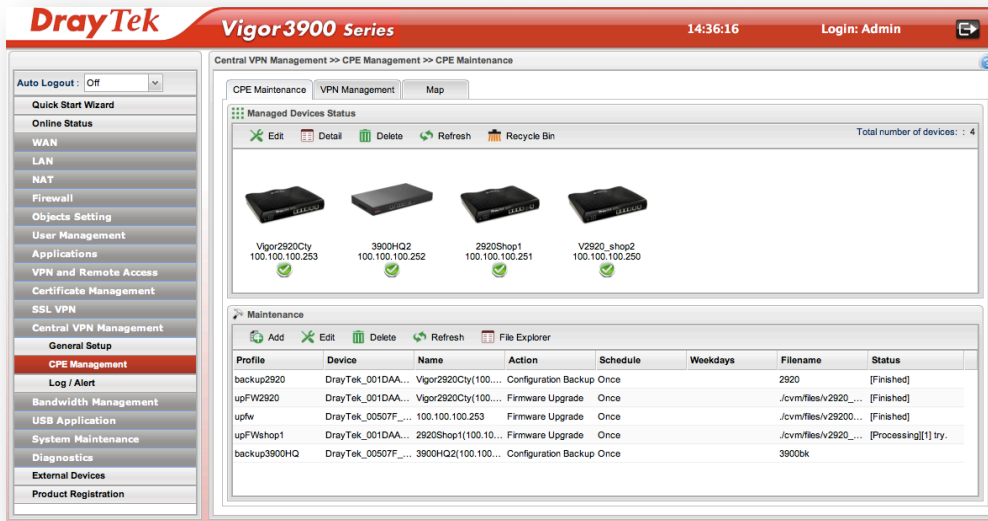 DrayTek
Vigor3900 Series
14:36:16
Login: Admin
Central VPN Management >> CPE Management >> CPE Maintenance
Auto Logout : Off
Quick Start Wizard
Online Status
WAN
LAN
NAT
Firewall
Objects Setting
User Management
Applications
VPN and Remote Access
Certificate Management
SSL VPN
Central VPN Management
General Setup
CPE Management
Log / Alert
Bandwidth Management
USB Application
System Maintenance
Diagnostics
External Devices
Product Registration
CPE Maintenance VPN Management Map
Managed Devices Status
Edit Detail Delete Refresh Recycle Bin Total number of devices: : 4
Vigor2920Cty 3900HQ2 2920Shop1 V2920_shop2
100.100.100.253 100.100.100.252 100.100.100.251 100.100.100.250
Maintenance
Add Edit Delete Refresh File Explorer
Profile Device Name Action Schedule Weekdays Filename Status
backup2920 DrayTek_001DAA... Vigor2920Cty(100.... Configuration Backup Once 2920 [Finished]
upFW2920 DrayTek_001DAA... Vigor2920Cty(100.... Firmware Upgrade Once ./cvm/files/v2920_... [Finished]
upfw DrayTek_00507F_... 100.100.100.253 Firmware Upgrade Once ./cvm/files/v29200... [Finished]
upFWshop1 DrayTek_001DAA... 2920Shop1(100.10... Firmware Upgrade Once ./cvm/files/v2920_... [Processing][1] try.
backup3900HQ DrayTek_00507F_... 3900HQ2(100.100... Configuration Backup Once 3900bk